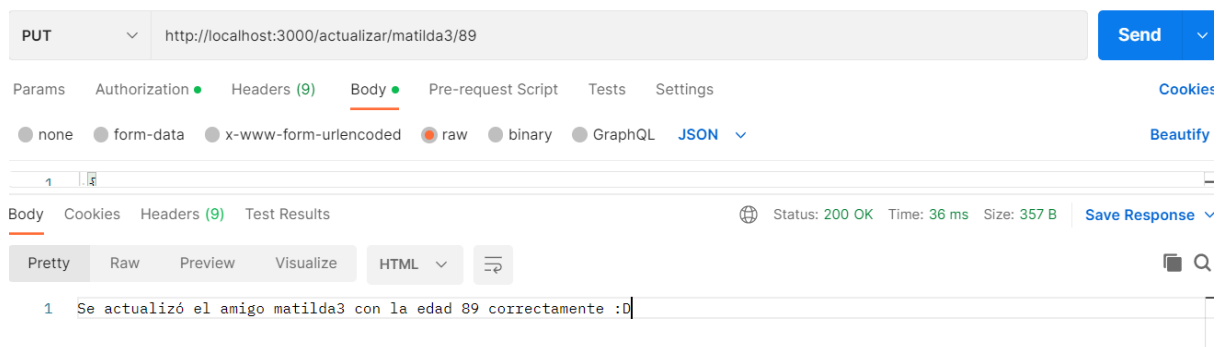 PUT http://localhost:3000/actualizar/matilda3/89 Send
Params Authorization Headers (9) Body Pre-request Script Tests Settings Cookies
none form-data x-www-form-urlencoded raw binary GraphQL JSON Beautify
1 {
Body Cookies Headers (9) Test Results Status: 200 OK Time: 36 ms Size: 357 B Save Response
Pretty Raw Preview Visualize HTML
1 Se actualizó el amigo matilda3 con la edad 89 correctamente :D